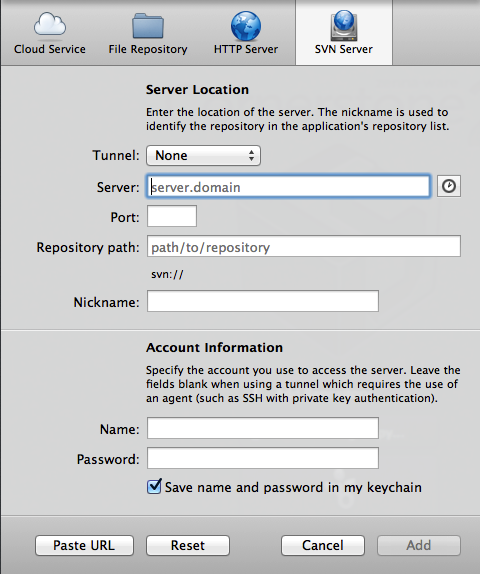 Cloud Service File Repository HTTP Server SVN Server
Server Location
Enter the location of the server. The nickname is used to
identify the repository in the application's repository list.
Tunnel: None
Server: server.domain
Port:
Repository path: path/to/repository
svn://
Nickname:
Account Information
Specify the account you use to access the server. Leave the
fields blank when using a tunnel which requires the use of
an agent (such as SSH with private key authentication).
Name:
Password:
Save name and password in my keychain
Paste URL Reset Cancel Add